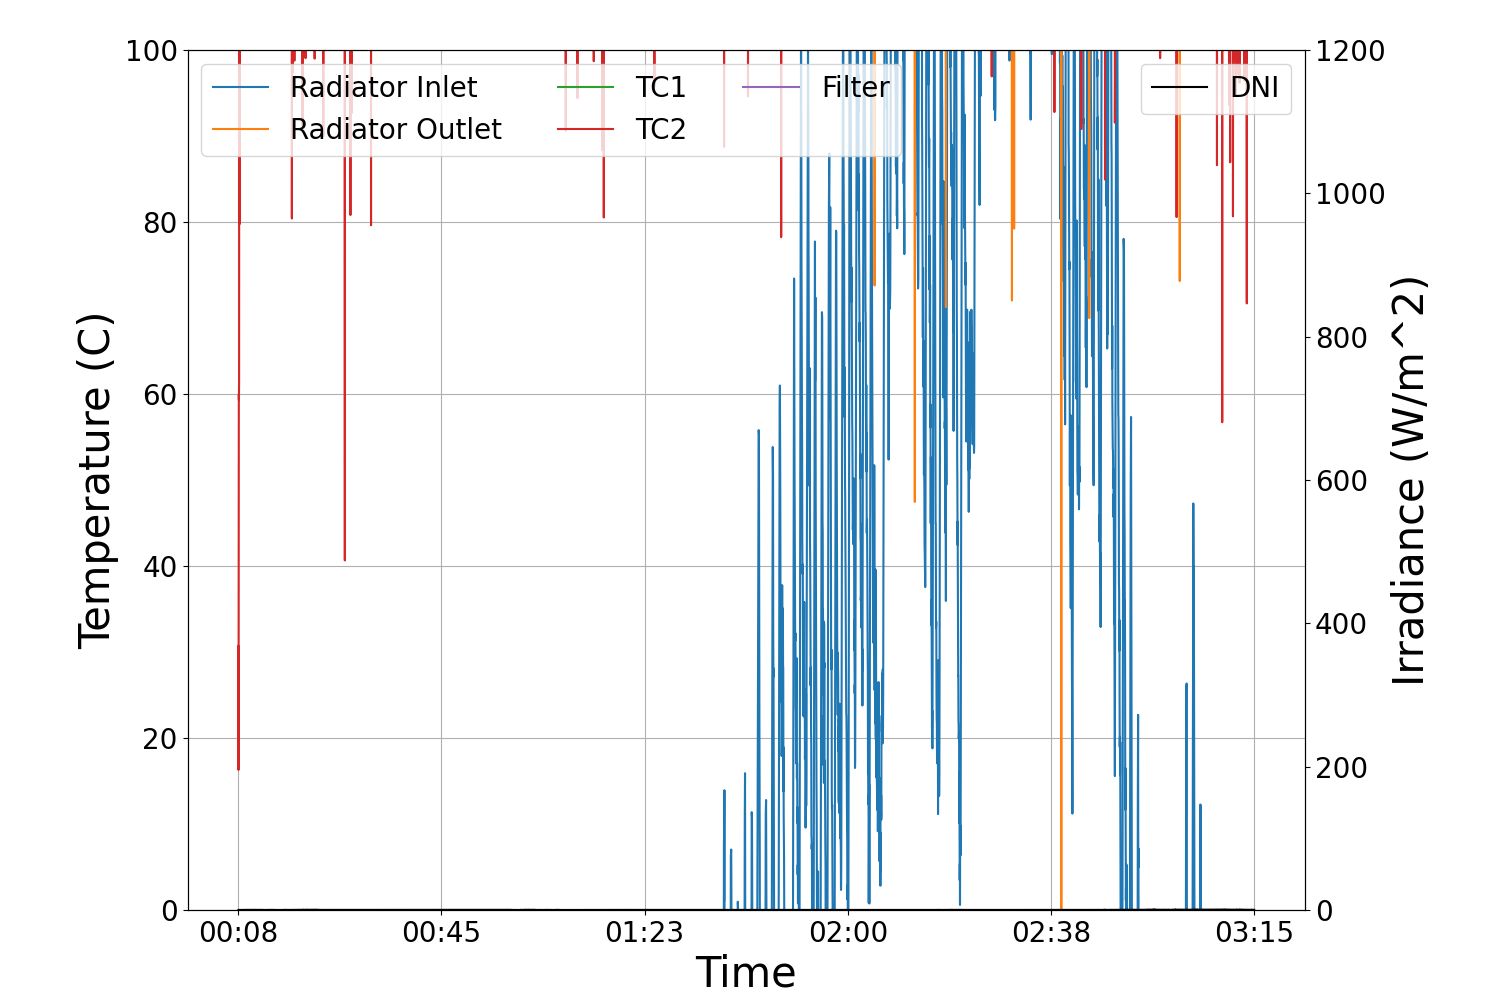 100
80
60
40
20
0
Temperature (C)
Radiator Inlet
Radiator Outlet
TC1
TC2
Filter
DNI
1200
1000
800
600
400
200
0
Irradiance (W/m^2)
00:08 00:45 01:23 02:00 02:38 03:15
Time